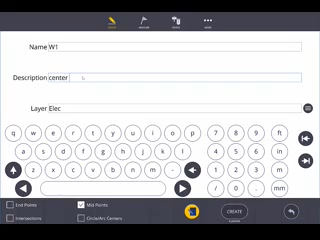 Name W1
Description center
Layer Elec
q w e r t y u i o p 7 8 9 ft
a s d f g h j k l 4 5 6 in
z x c v b n m - 1 2 3 m
/ 0 . mm
End Points Mid Points
Intersections Circle/Arc Centers
CREATE